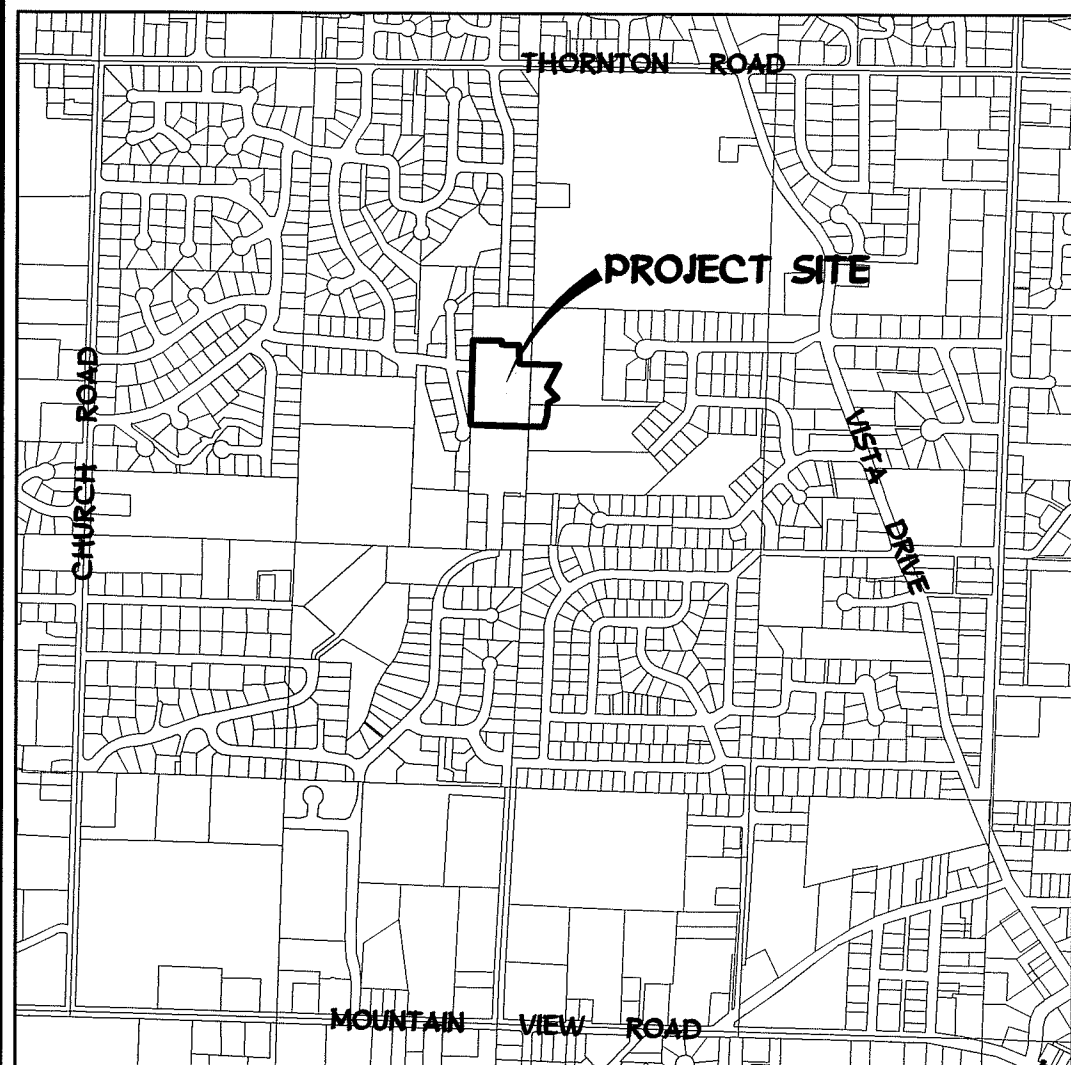 THORNTON ROAD
PROJECT SITE
CHURCH ROAD
VISTA DRIVE
MOUNTAIN VIEW ROAD